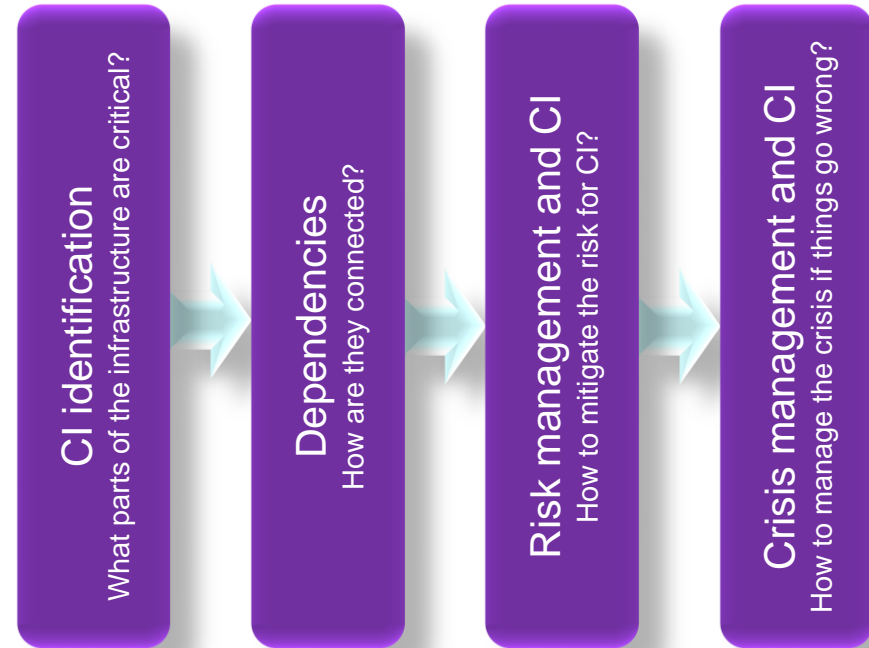 CI identification
What parts of the infrastructure are critical?
Dependencies
How are they connected?
Risk management and CI
How to mitigate the risk for CI?
Crisis management and CI
How to manage the crisis if things go wrong?